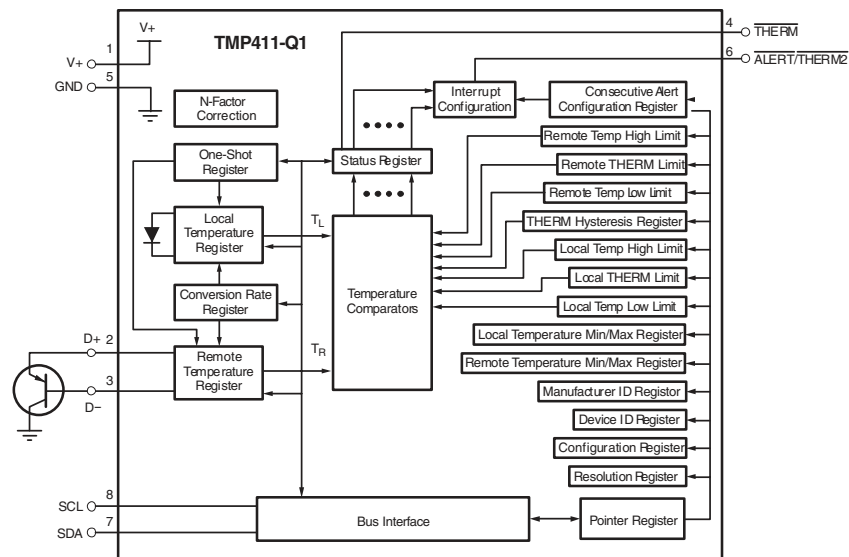 V+
TMP411-Q1
4
THERM
1
V+
6
ALERT/THERM2
5
GND
N-Factor
Correction
Interrupt
Configuration
Consecutive Alert
Configuration Register
One-Shot
Register
Status Register
Remote Temp High Limit
Remote THERM Limit
Remote Temp Low Limit
Local
Temperature
Register
TL
THERM Hysteresis Register
Local Temp High Limit
Local THERM Limit
Conversion Rate
Register
Temperature
Comparators
Local Temp Low Limit
Local Temperature Min/Max Register
D+
2
Remote
Temperature
Register
TR
Remote Temperature Min/Max Register
3
D−
Manufacturer ID Registor
Device ID Register
Configuration Register
Resolution Register
8
SCL
Bus Interface
Pointer Register
7
SDA